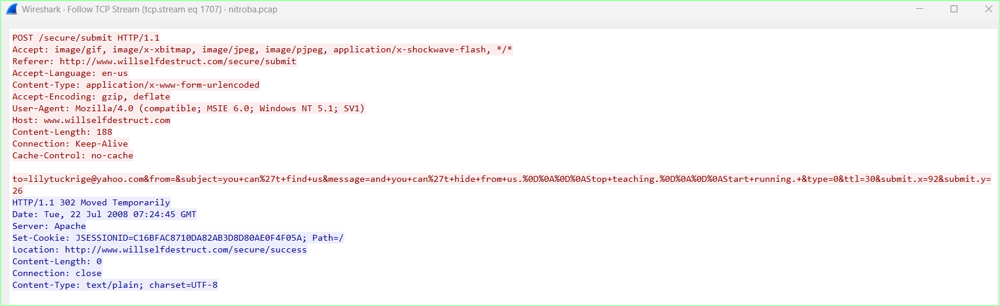 Wireshark · Follow TCP Stream (tcp.stream eq 1707) · nitroba.pcap
POST /secure/submit HTTP/1.1
Accept: image/gif, image/x-xbitmap, image/jpeg, image/pjpeg, application/x-shockwave-flash, */*
Referer: http://www.willselfdestruct.com/secure/submit
Accept-Language: en-us
Content-Type: application/x-www-form-urlencoded
Accept-Encoding: gzip, deflate
User-Agent: Mozilla/4.0 (compatible; MSIE 6.0; Windows NT 5.1; SV1)
Host: www.willselfdestruct.com
Content-Length: 188
Connection: Keep-Alive
Cache-Control: no-cache
to=lilytuckrige@yahoo.com&from=&subject=you+can%27t+find+us&message=and+you+can%27t+hide+from+us.%0D%0A%0D%0AStop+teaching.%0D%0A%0D%0AStart+running.+&type=0&ttl=30&submit.x=92&submit.y=
26
HTTP/1.1 302 Moved Temporarily
Date: Tue, 22 Jul 2008 07:24:45 GMT
Server: Apache
Set-Cookie: JSESSIONID=C16BFAC8710DA82AB3D8D80AE0F4F05A; Path=/
Location: http://www.willselfdestruct.com/secure/success
Content-Length: 0
Connection: close
Content-Type: text/plain; charset=UTF-8